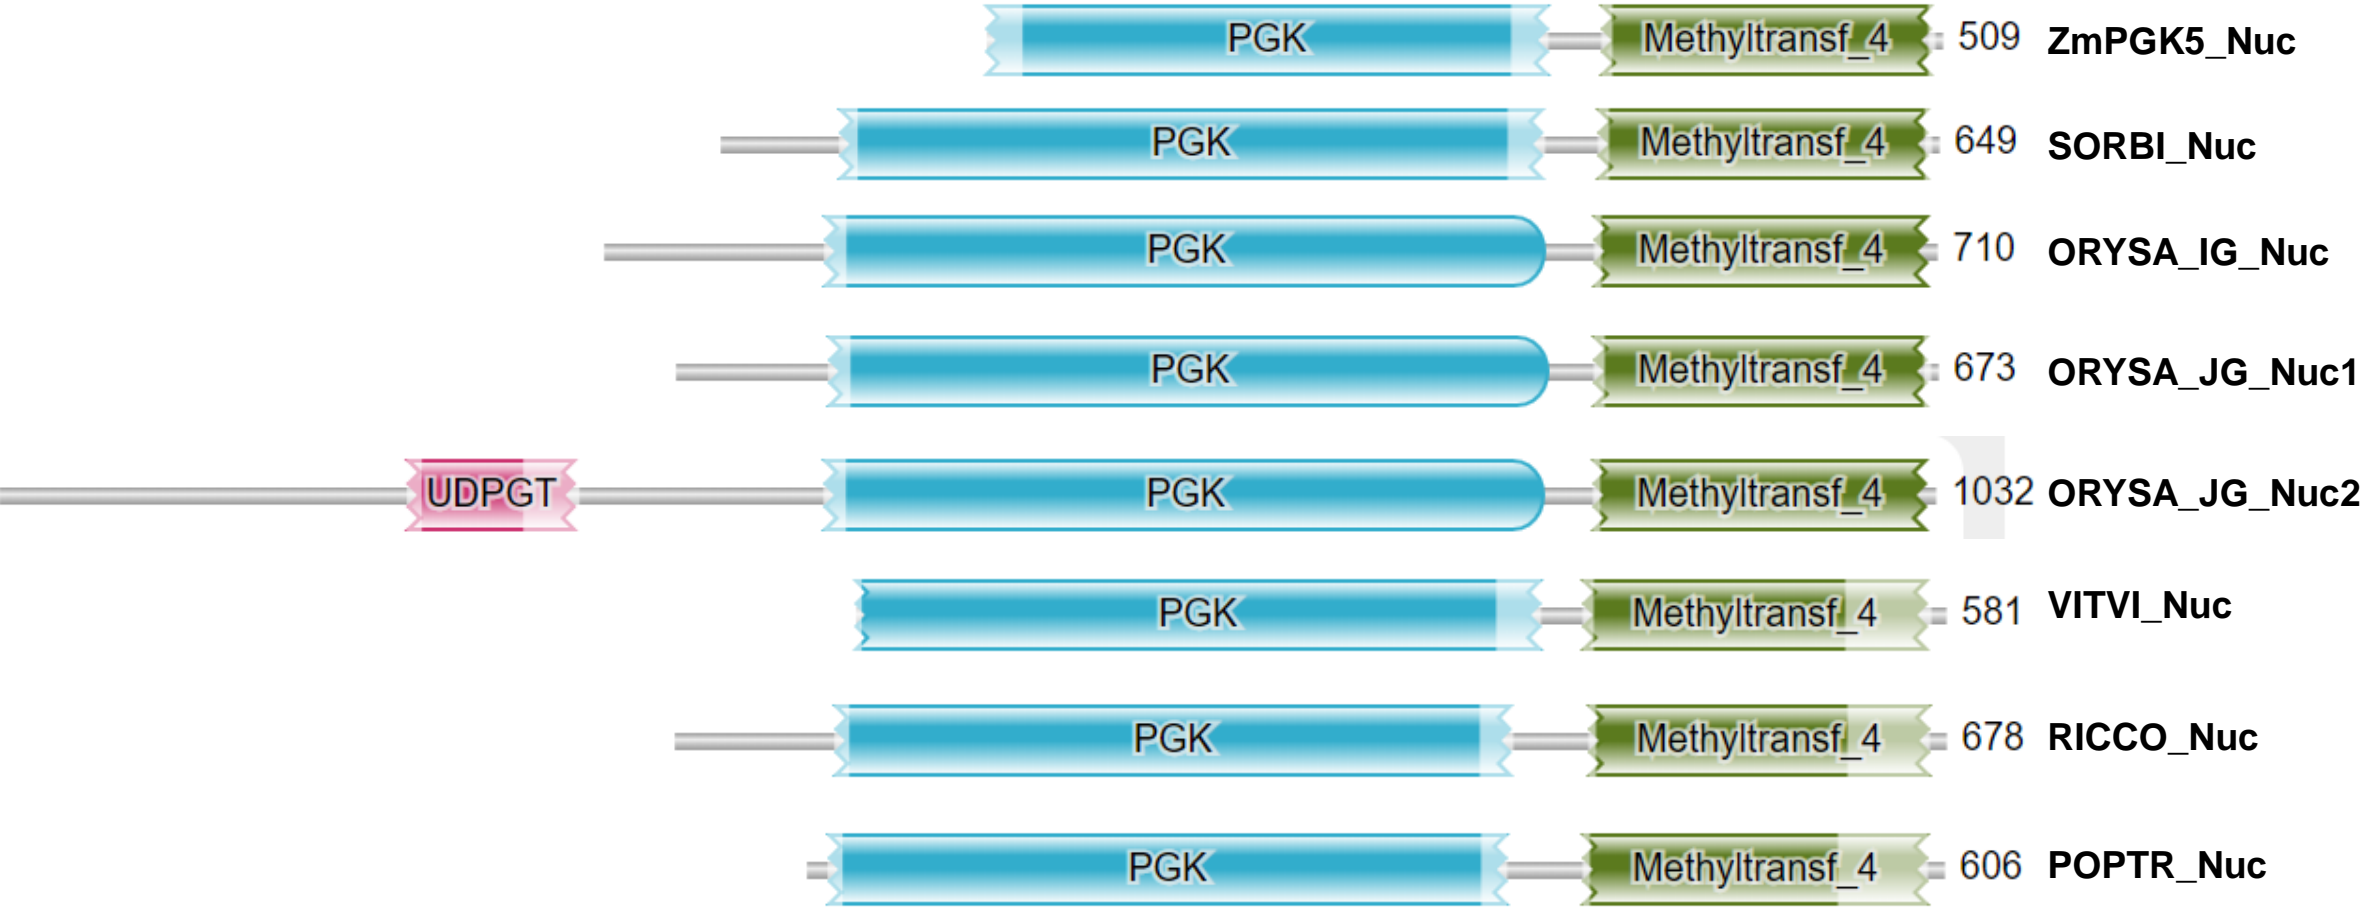 PGK Methyltransf_4 509 ZmPGK5_Nuc
PGK Methyltransf_4 649 SORBI_Nuc
PGK Methyltransf_4 710 ORYSA_IG_Nuc
PGK Methyltransf_4 673 ORYSA_JG_Nuc1
UDPGT PGK Methyltransf_4 1032 ORYSA_JG_Nuc2
PGK Methyltransf_4 581 VITVI_Nuc
PGK Methyltransf_4 678 RICCO_Nuc
PGK Methyltransf_4 606 POPTR_Nuc